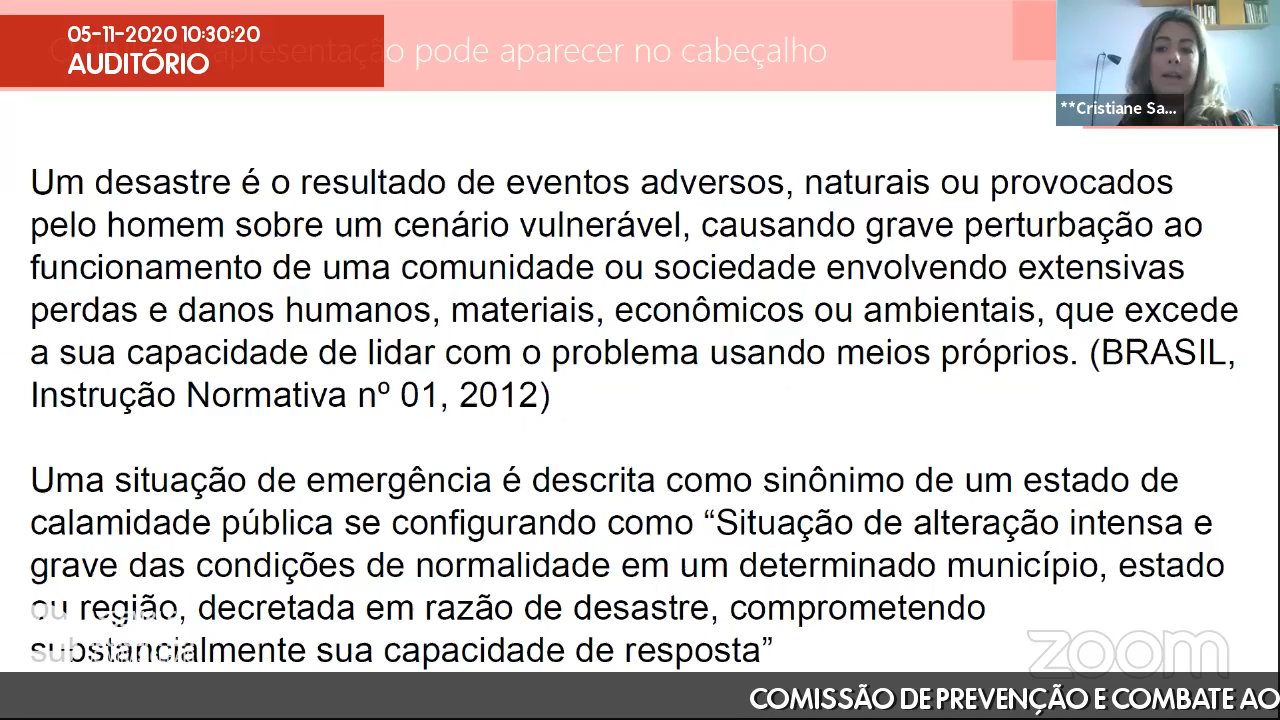 05-11-2020 10:30:20
AUDITÓRIO
apresentação pode aparecer no cabeçalho
**Cristiane Sa...
Um desastre é o resultado de eventos adversos, naturais ou provocados
pelo homem sobre um cenário vulnerável, causando grave perturbação ao
funcionamento de uma comunidade ou sociedade envolvendo extensivas
perdas e danos humanos, materiais, econômicos ou ambientais, que excede
a sua capacidade de lidar com o problema usando meios próprios. (BRASIL,
Instrução Normativa nº 01, 2012)
Uma situação de emergência é descrita como sinônimo de um estado de
calamidade pública se configurando como “Situação de alteração intensa e
grave das condições de normalidade em um determinado município, estado
ou região, decretada em razão de desastre, comprometendo
substancialmente sua capacidade de resposta”
zoom
COMISSÃO DE PREVENÇÃO E COMBATE AO